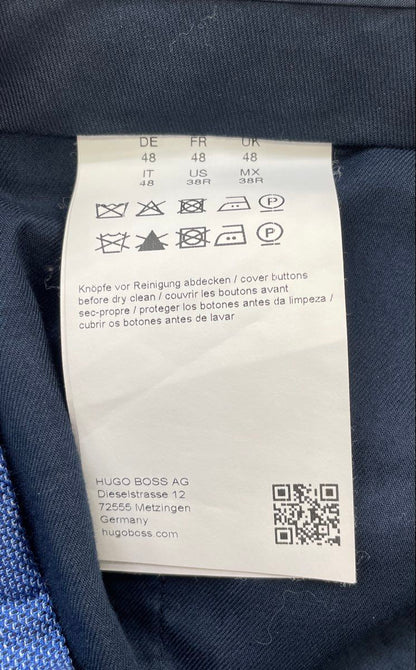 DE FR UK
48 48 48
IT US MX
48 38R 38R
P
P
Knöpfe vor Reinigung abdecken / cover buttons
before dry clean / couvrir les boutons avant
sec-propre / proteger los botones antes da limpeza /
cubrir os botones antes de lavar
HUGO BOSS AG
Dieselstrasse 12
72555 Metzingen
Germany
hugoboss.com